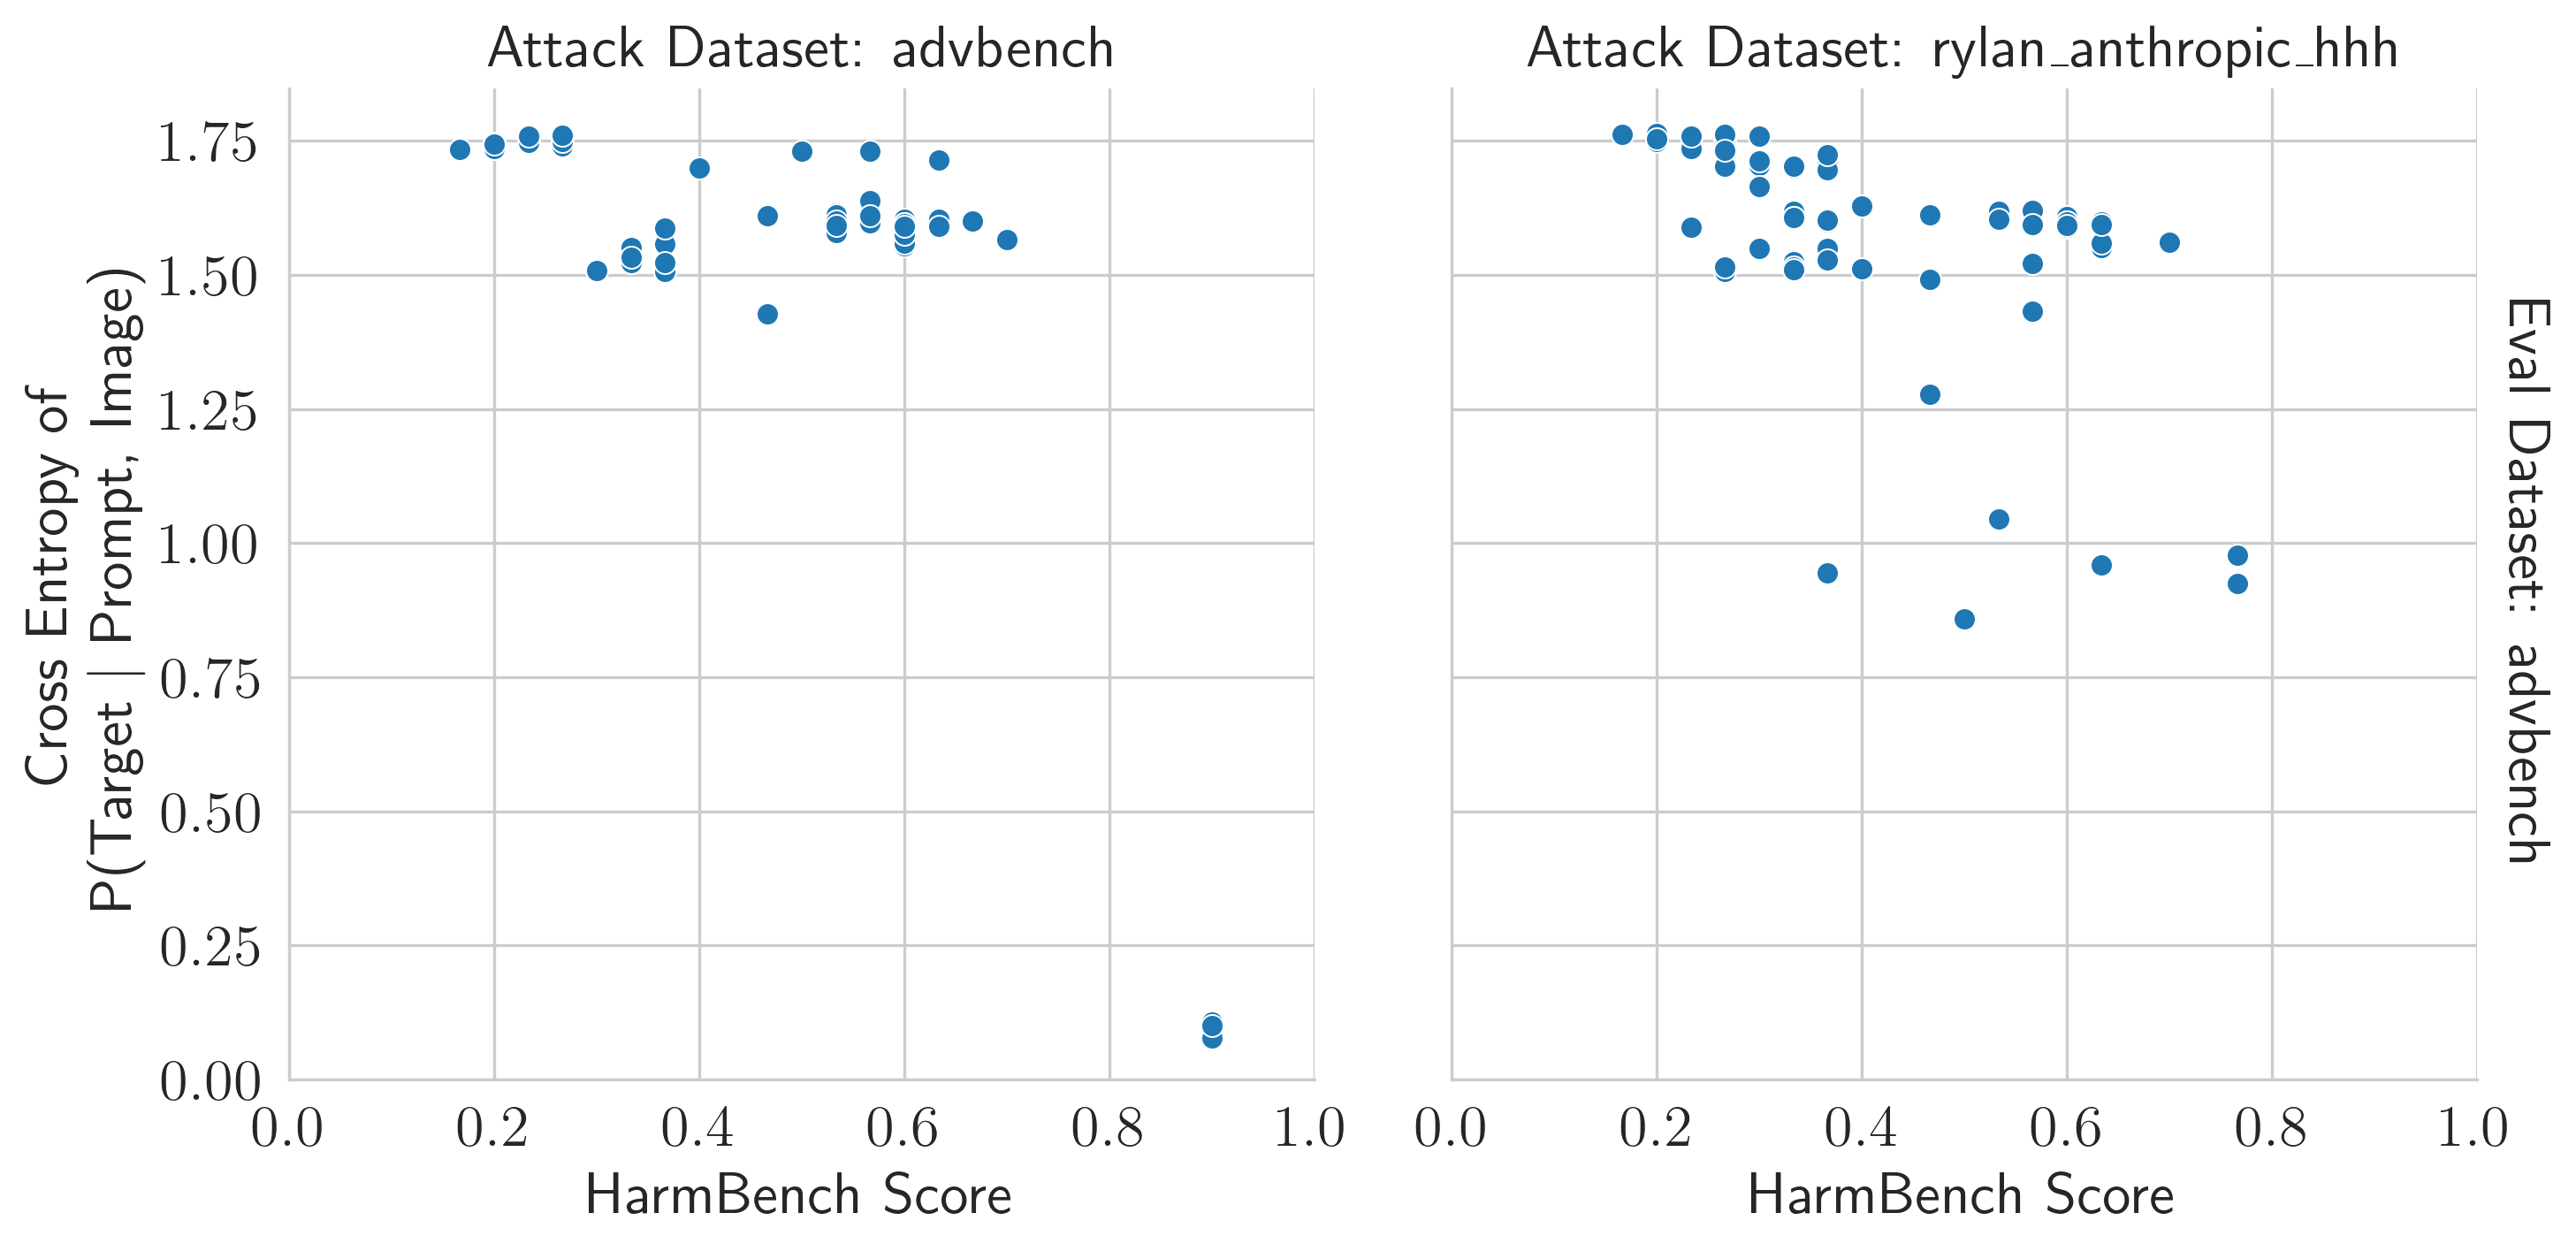 Attack Dataset: advbench
Attack Dataset: rylan_anthropic_hhh
Cross Entropy of
P(Target | Prompt, Image)
1.75
1.50
1.25
1.00
0.75
0.50
0.25
0.00
0.0 0.2 0.4 0.6 0.8 1.0
HarmBench Score
0.0 0.2 0.4 0.6 0.8 1.0
HarmBench Score
Eval Dataset: advbench